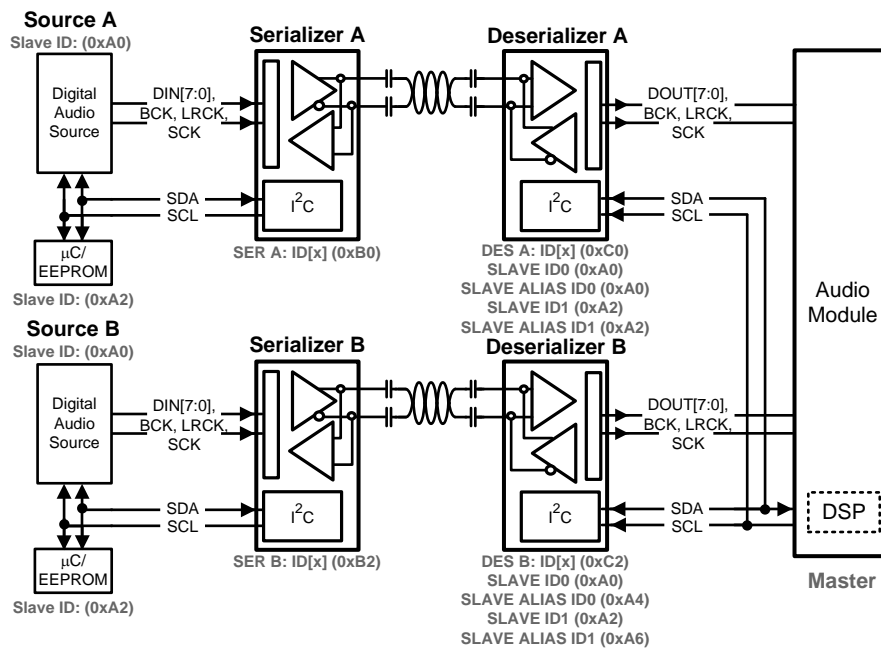 Source A
Slave ID: (0xA0)
Digital
Audio
Source
DIN[7:0],
BCK, LRCK,
SCK
SDA
SCL
µC/
EEPROM
Slave ID: (0xA2)
Serializer A
I²C
SER A: ID[x] (0xB0)
Deserializer A
I²C
DES A: ID[x] (0xC0)
SLAVE ID0 (0xA0)
SLAVE ALIAS ID0 (0xA0)
SLAVE ID1 (0xA2)
SLAVE ALIAS ID1 (0xA2)
DOUT[7:0],
BCK, LRCK,
SCK
SDA
SCL
Source B
Slave ID: (0xA0)
Digital
Audio
Source
DIN[7:0],
BCK, LRCK,
SCK
SDA
SCL
µC/
EEPROM
Slave ID: (0xA2)
Serializer B
I²C
SER B: ID[x] (0xB2)
Deserializer B
I²C
DES B: ID[x] (0xC2)
SLAVE ID0 (0xA0)
SLAVE ALIAS ID0 (0xA4)
SLAVE ID1 (0xA2)
SLAVE ALIAS ID1 (0xA6)
DOUT[7:0],
BCK, LRCK,
SCK
SDA
SCL
Audio
Module
DSP
Master